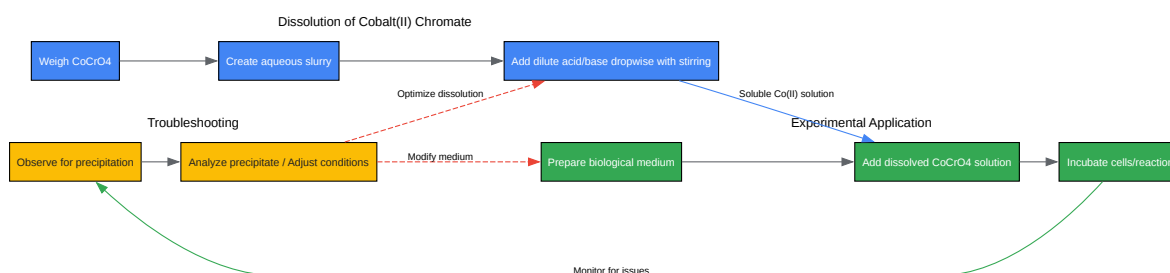 Dissolution of Cobalt(II) Chromate
Weigh CoCrO4
Create aqueous slurry
Add dilute acid/base dropwise with stirring
Optimize dissolution
Soluble Co(II) solution
Troubleshooting
Experimental Application
Observe for precipitation
Analyze precipitate / Adjust conditions
Modify medium
Prepare biological medium
Add dissolved CoCrO4 solution
Incubate cells/reaction
Monitor for issues